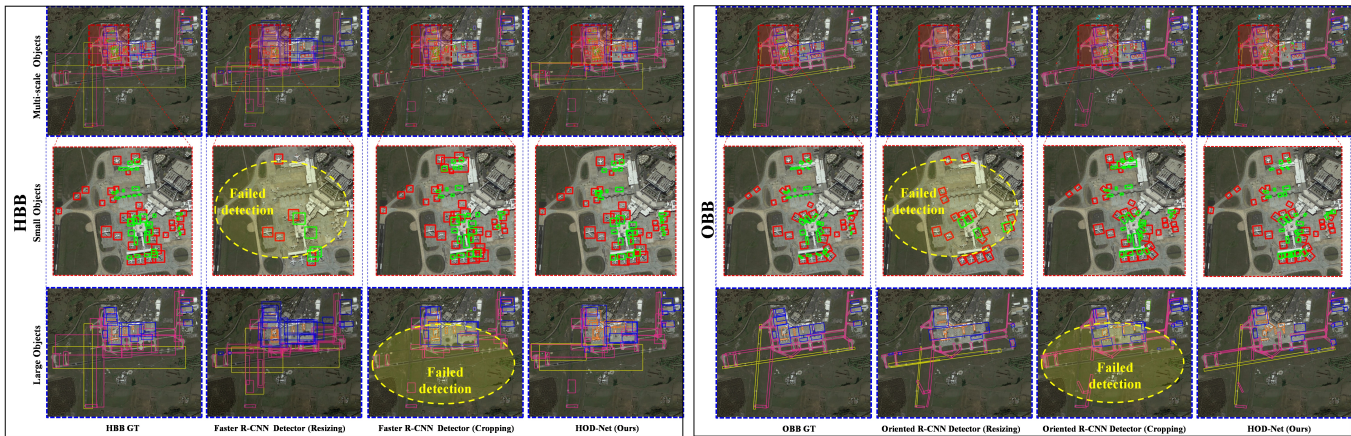 HBB
Multi-scale Objects
Small Objects
Large Objects
Failed
detection
Failed
detection
HBB GT
Faster R-CNN Detector (Resizing)
Faster R-CNN Detector (Cropping)
HOD-Net (Ours)
OBB
Failed
detection
Failed
detection
OBB GT
Oriented R-CNN Detector (Resizing)
Oriented R-CNN Detector (Cropping)
HOD-Net (Ours)